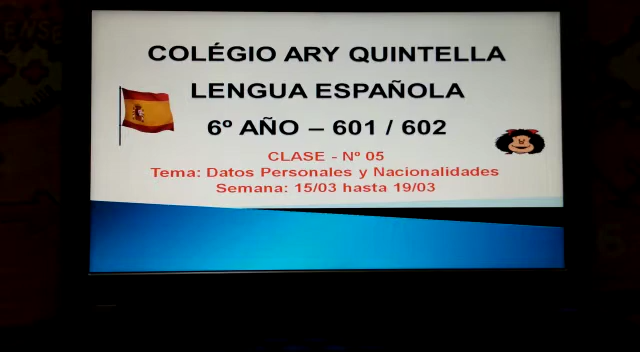 COLÉGIO ARY QUINTELLA
LENGUA ESPAÑOLA
6º AÑO – 601 / 602
CLASE - Nº 05
Tema: Datos Personales y Nacionalidades
Semana: 15/03 hasta 19/03